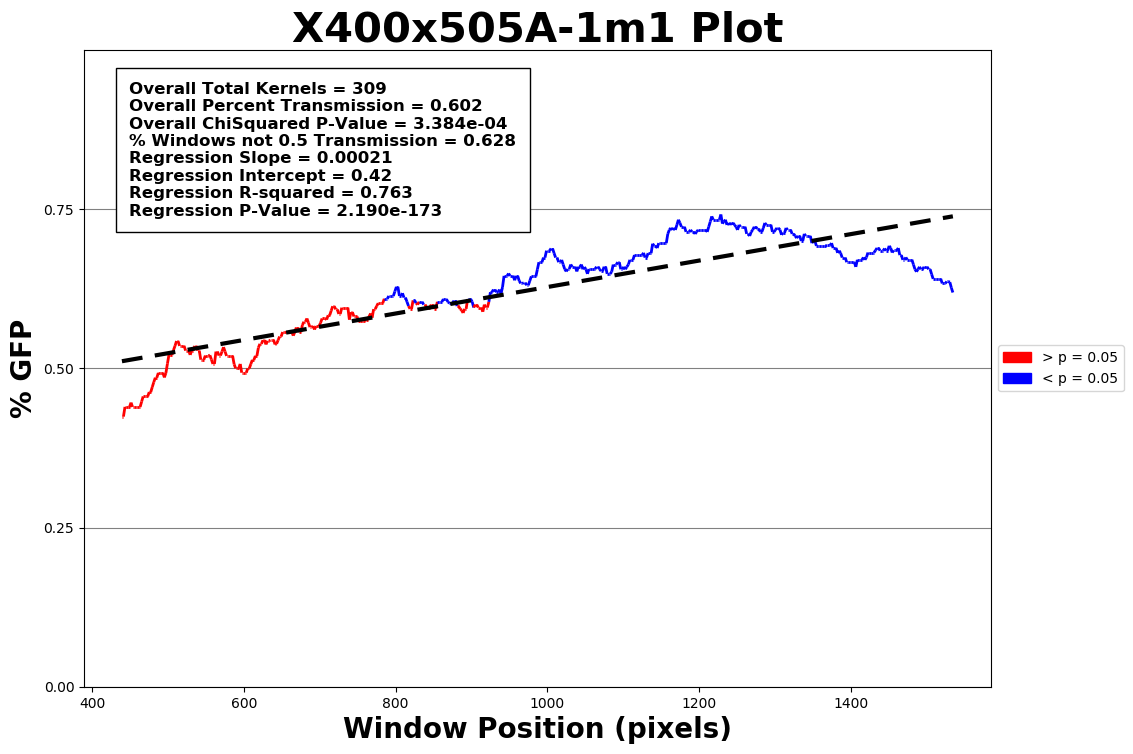 X400x505A-1m1 Plot
Overall Total Kernels = 309
Overall Percent Transmission = 0.602
Overall ChiSquared P-Value = 3.384e-04
% Windows not 0.5 Transmission = 0.628
Regression Slope = 0.00021
Regression Intercept = 0.42
Regression R-squared = 0.763
Regression P-Value = 2.190e-173
% GFP
0.75
0.50
0.25
0.00
> p = 0.05
< p = 0.05
400 600 800 1000 1200 1400
Window Position (pixels)